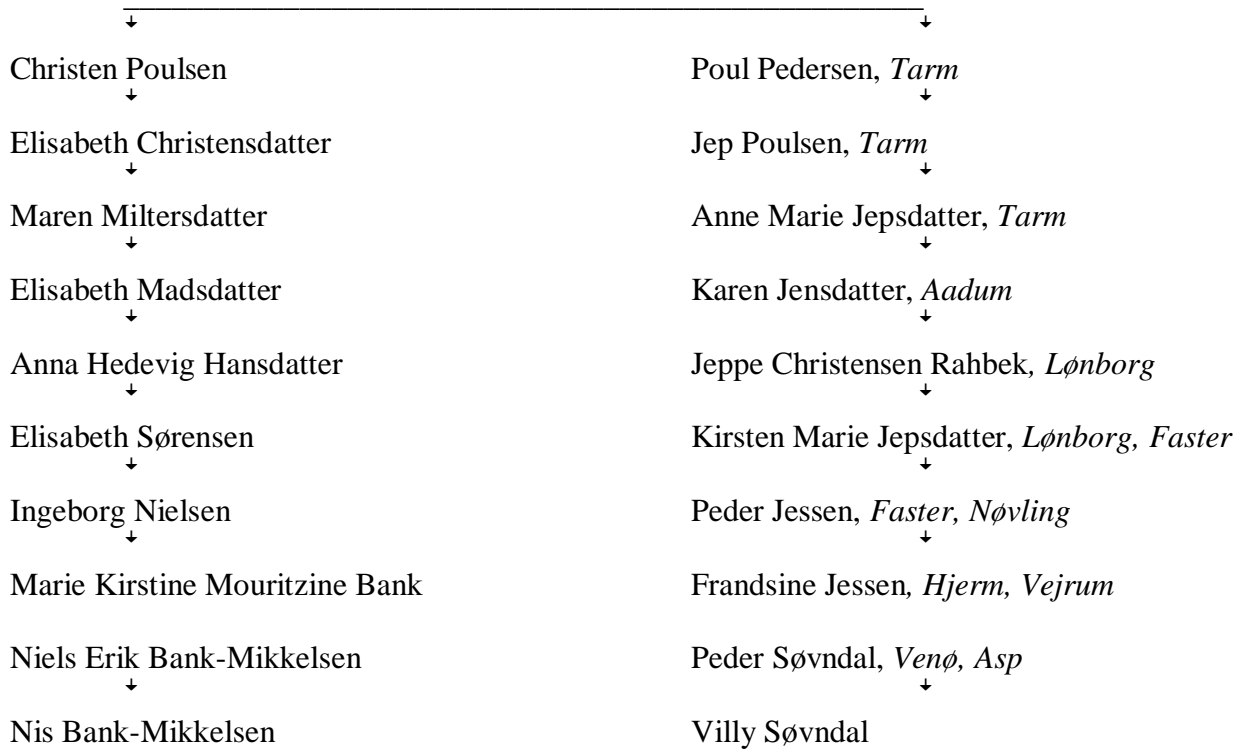 Christen Poulsen Poul Pedersen, Tarm
Elisabeth Christensdatter Jep Poulsen, Tarm
Maren Miltersdatter Anne Marie Jepsdatter, Tarm
Elisabeth Madsdatter Karen Jensdatter, Aadum
Anna Hedevig Hansdatter Jeppe Christensen Rahbek, Lønborg
Elisabeth Sørensen Kirsten Marie Jepsdatter, Lønborg, Faster
Ingeborg Nielsen Peder Jessen, Faster, Nøvling
Marie Kirstine Mouritzine Bank Frandsine Jessen, Hjerm, Vejrum
Niels Erik Bank-Mikkelsen Peder Søvndal, Venø, Asp
Nis Bank-Mikkelsen Villy Søvndal